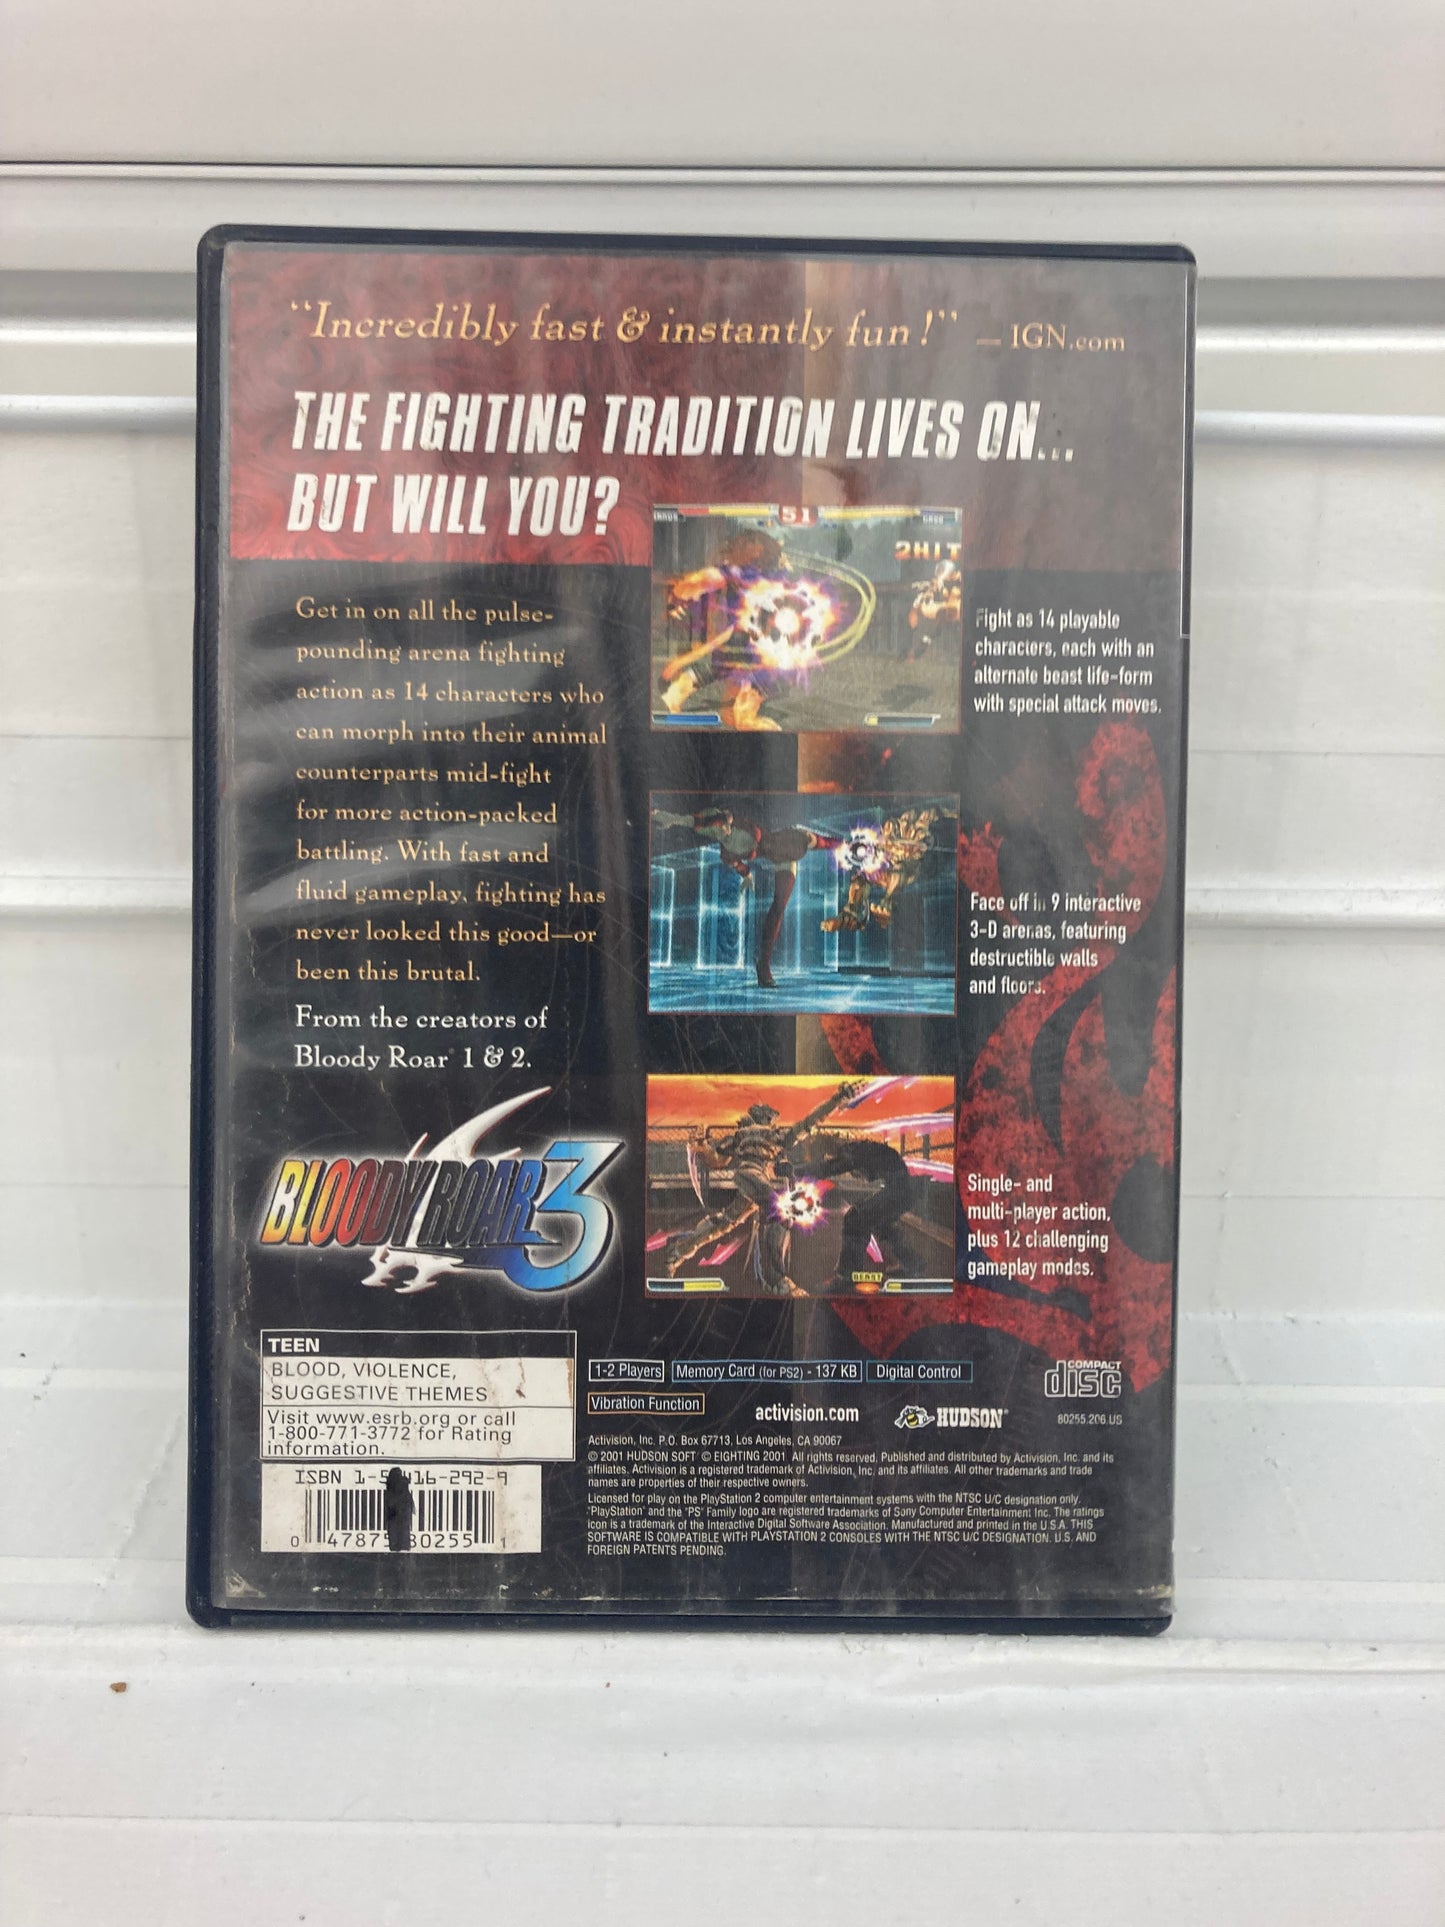 “Incredibly fast & instantly fun!” — IGN.com
THE FIGHTING TRADITION LIVES ON...
BUT WILL YOU?
Get in on all the pulse-
pounding arena fighting
action as 14 characters who
can morph into their animal
counterparts mid-fight
for more action-packed
battling. With fast and
fluid gameplay, fighting has
never looked this good—or
been this brutal.
From the creators of
Bloody Roar 1 & 2.
BLOODY ROAR 3
51
2HIT
Fight as 14 playable
characters, each with an
alternate beast life-form
with special attack moves.
Face off in 9 interactive
3-D arenas, featuring
destructible walls
and floors.
BEAST
Single- and
multi-player action,
plus 12 challenging
gameplay modes.
TEEN
BLOOD, VIOLENCE,
SUGGESTIVE THEMES
Visit www.esrb.org or call
1-800-771-3772 for Rating
information.
1-2 Players
Memory Card (for PS2) - 137 KB
Digital Control
Vibration Function
COMPACT
disc
activision.com
HUDSON
80255.206.US
Activision, Inc. P.O. Box 67713, Los Angeles, CA 90067
© 2001 HUDSON SOFT © EIGHTING 2001 All rights reserved. Published and distributed by Activision, Inc. and its
affiliates. Activision is a registered trademark of Activision, Inc. and its affiliates. All other trademarks and trade
names are properties of their respective owners.
Licensed for play on the PlayStation 2 computer entertainment systems with the NTSC U/C designation only.
"PlayStation" and the "PS" Family logo are registered trademarks of Sony Computer Entertainment Inc. The ratings
icon is a trademark of the Interactive Digital Software Association. Manufactured and printed in the U.S.A. THIS
SOFTWARE IS COMPATIBLE WITH PLAYSTATION 2 CONSOLES WITH THE NTSC U/C DESIGNATION. U.S. AND
FOREIGN PATENTS PENDING.
ISBN 1-5 416-292-9
0 4787 80255 1